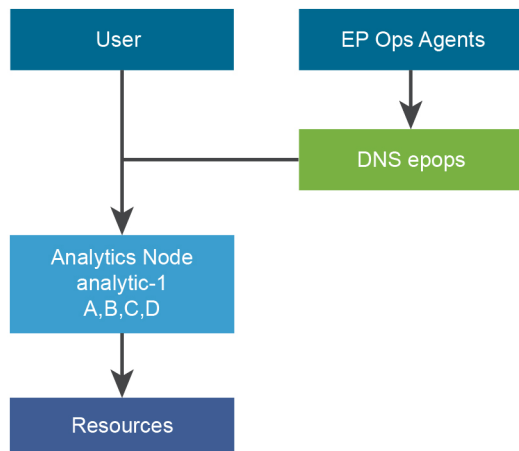 User
EP Ops Agents
DNS epops
Analytics Node
analytic-1
A,B,C,D
Resources